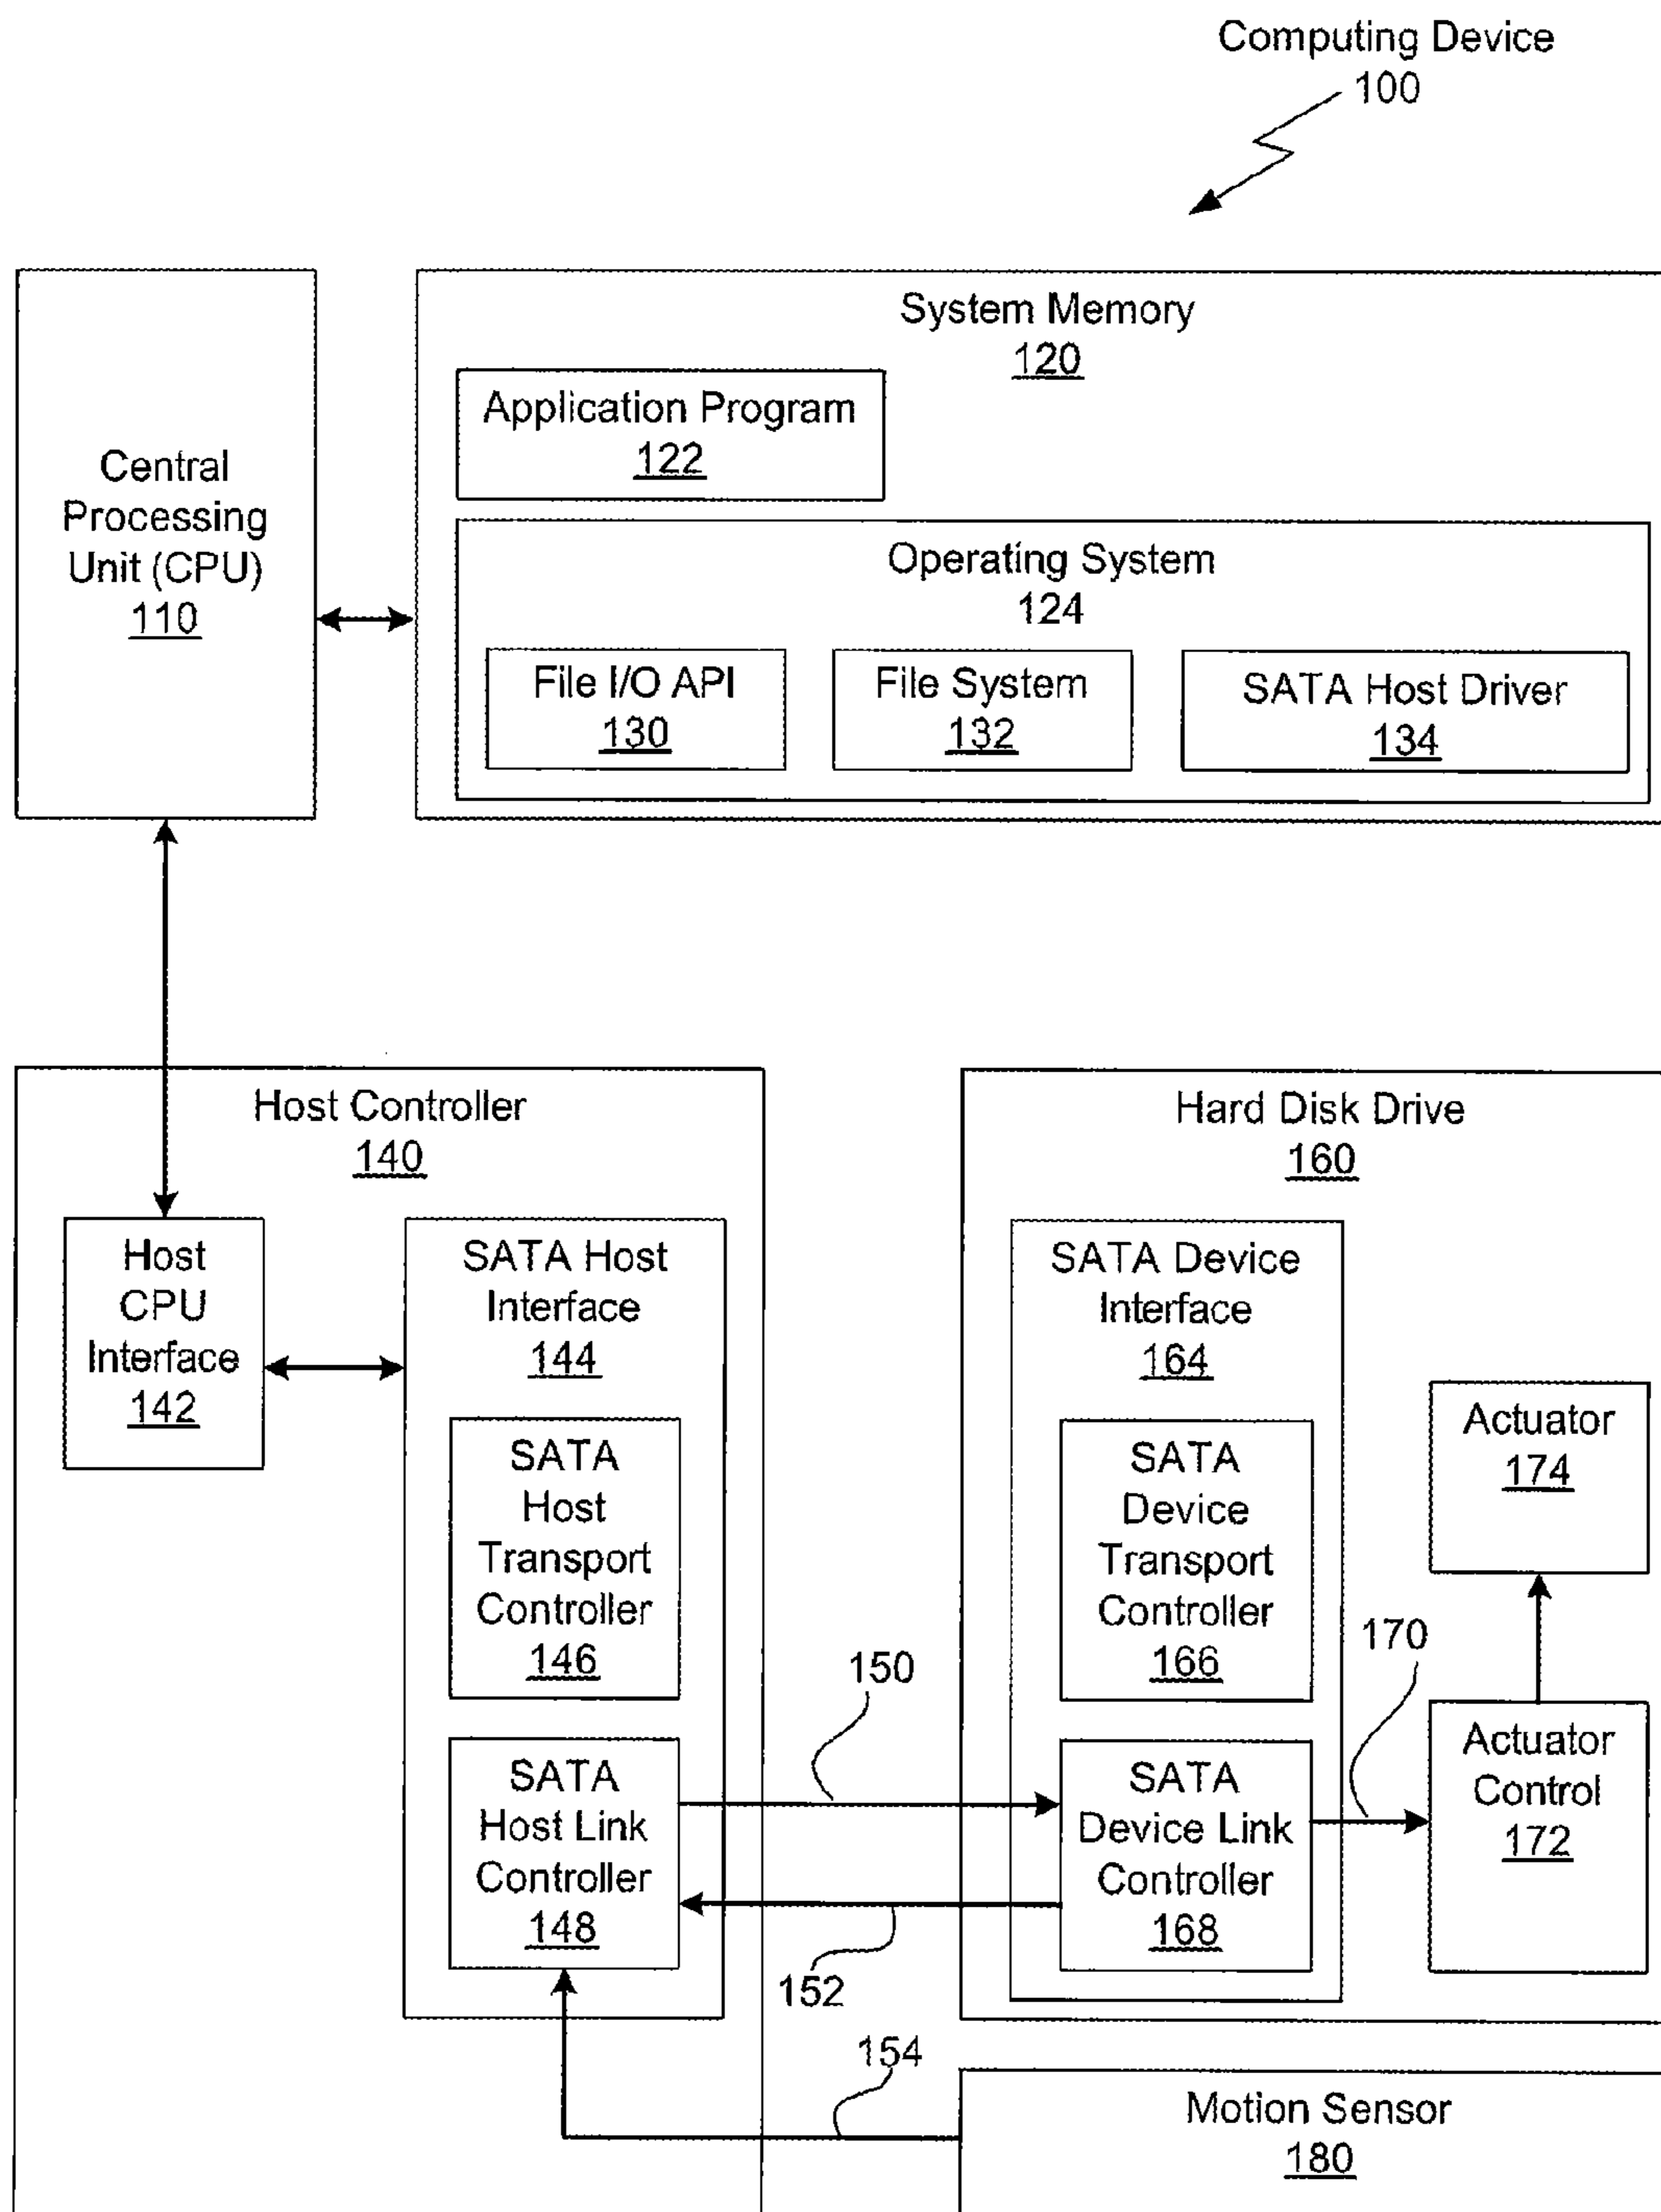 Computing Device
100
System Memory
120
Application Program
122
Central
Processing
Unit (CPU)
110
Operating System
124
File I/O API
130
File System
132
SATA Host Driver
134
Host Controller
140
Host
CPU
Interface
142
SATA Host
Interface
144
SATA
Host
Transport
Controller
146
SATA
Host Link
Controller
148
150
152
154
Hard Disk Drive
160
SATA Device
Interface
164
SATA
Device
Transport
Controller
166
SATA
Device Link
Controller
168
170
Actuator
174
Actuator
Control
172
Motion Sensor
180